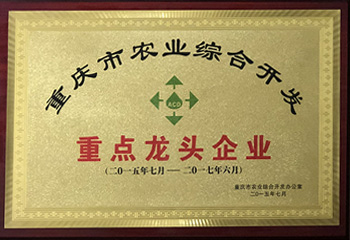 重庆市农业综合开发
ACD
重点龙头企业
(二〇一五年七月——二〇一七年六月)
重庆市农业综合开发办公室
二〇一五年七月